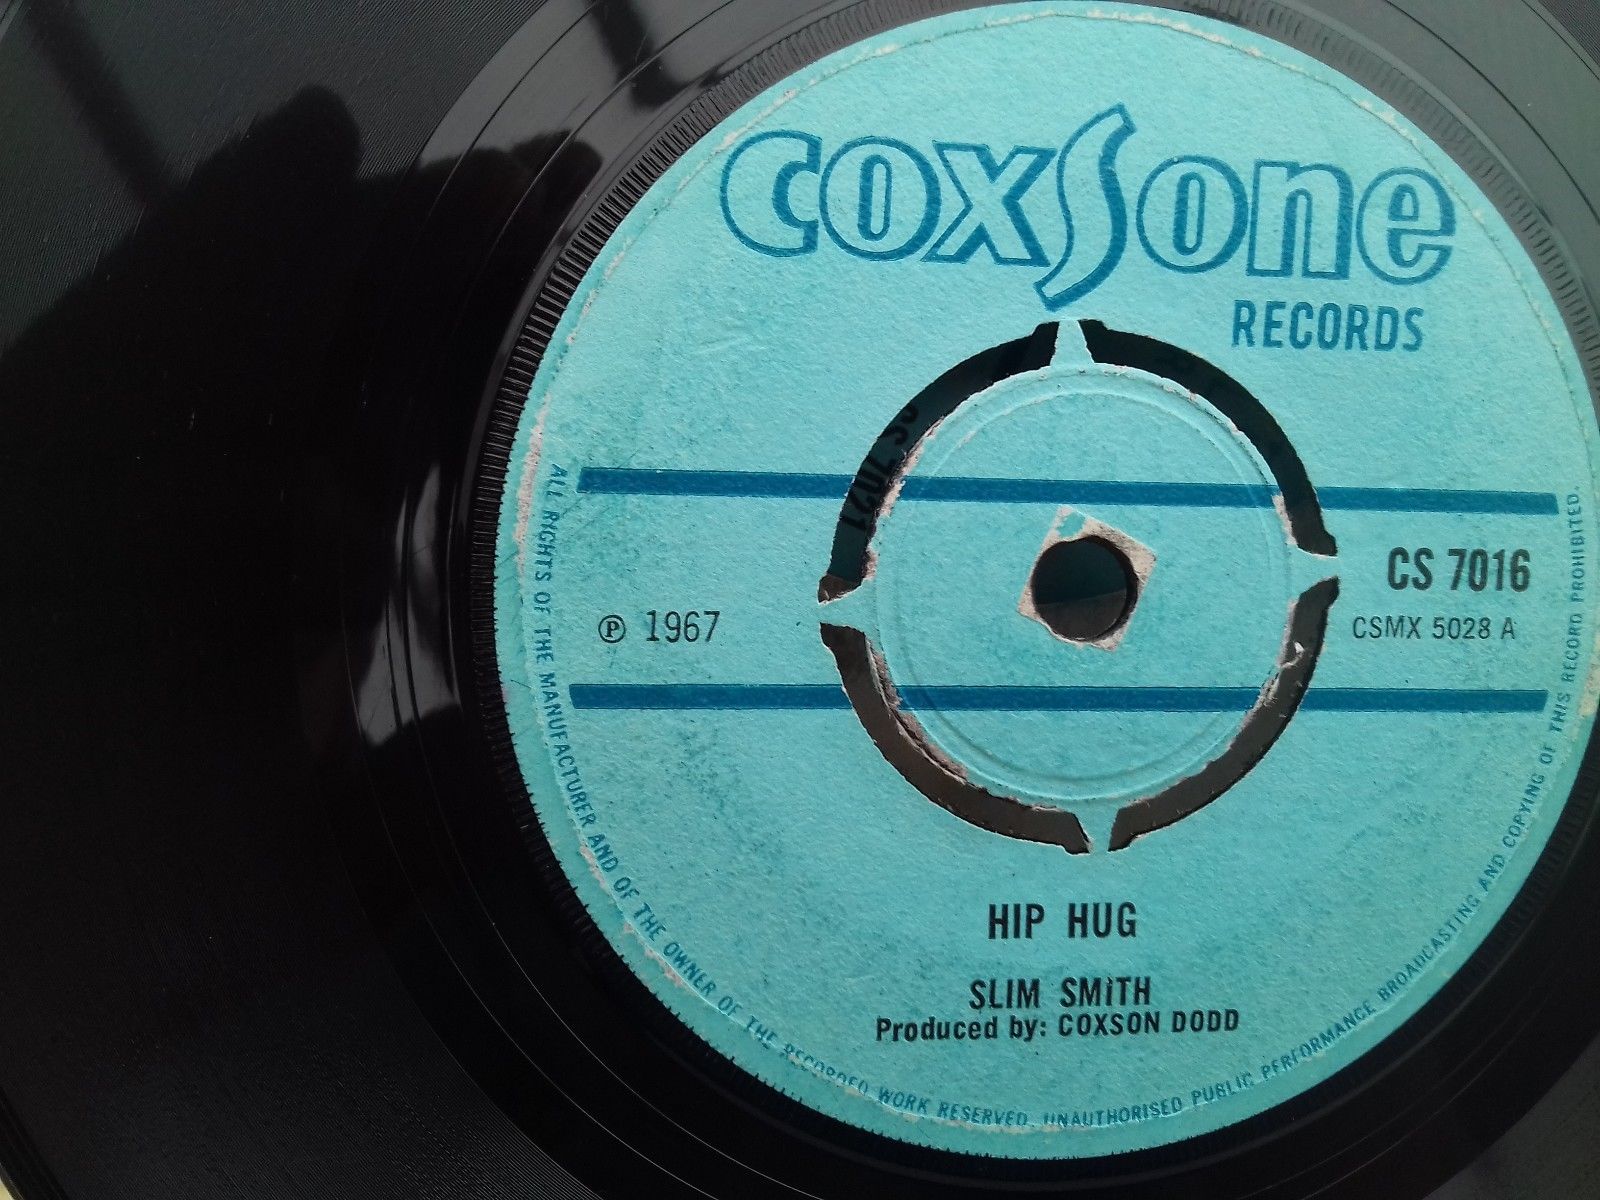 coxSone
RECORDS
CS 7021
CS 7016
℗ 1967
CSMX 5028 A
HIP HUG
SLIM SMiTH
Produced by: COXSON DODD
ALL RIGHTS OF THE MANUFACTURER AND OF THE OWNER OF THE RECORDED WORK RESERVED. UNAUTHORISED PUBLIC PERFORMANCE BROADCASTING AND COPYING OF THIS RECORD PROHIBITED.